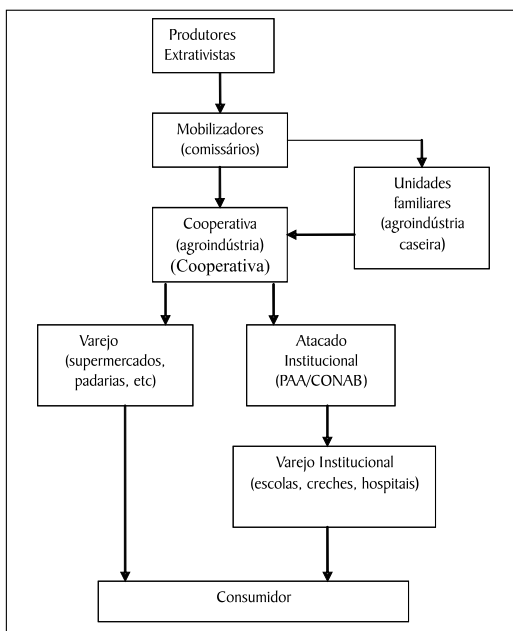 Produtores
Extrativistas
Mobilizadores
(comissários)
Unidades
familiares
(agroindústria
caseira)
Cooperativa
(agroindústria)
(Cooperativa)
Varejo
(supermercados,
padarias, etc)
Atacado
Institucional
(PAA/CONAB)
Varejo Institucional
(escolas, creches, hospitais)
Consumidor